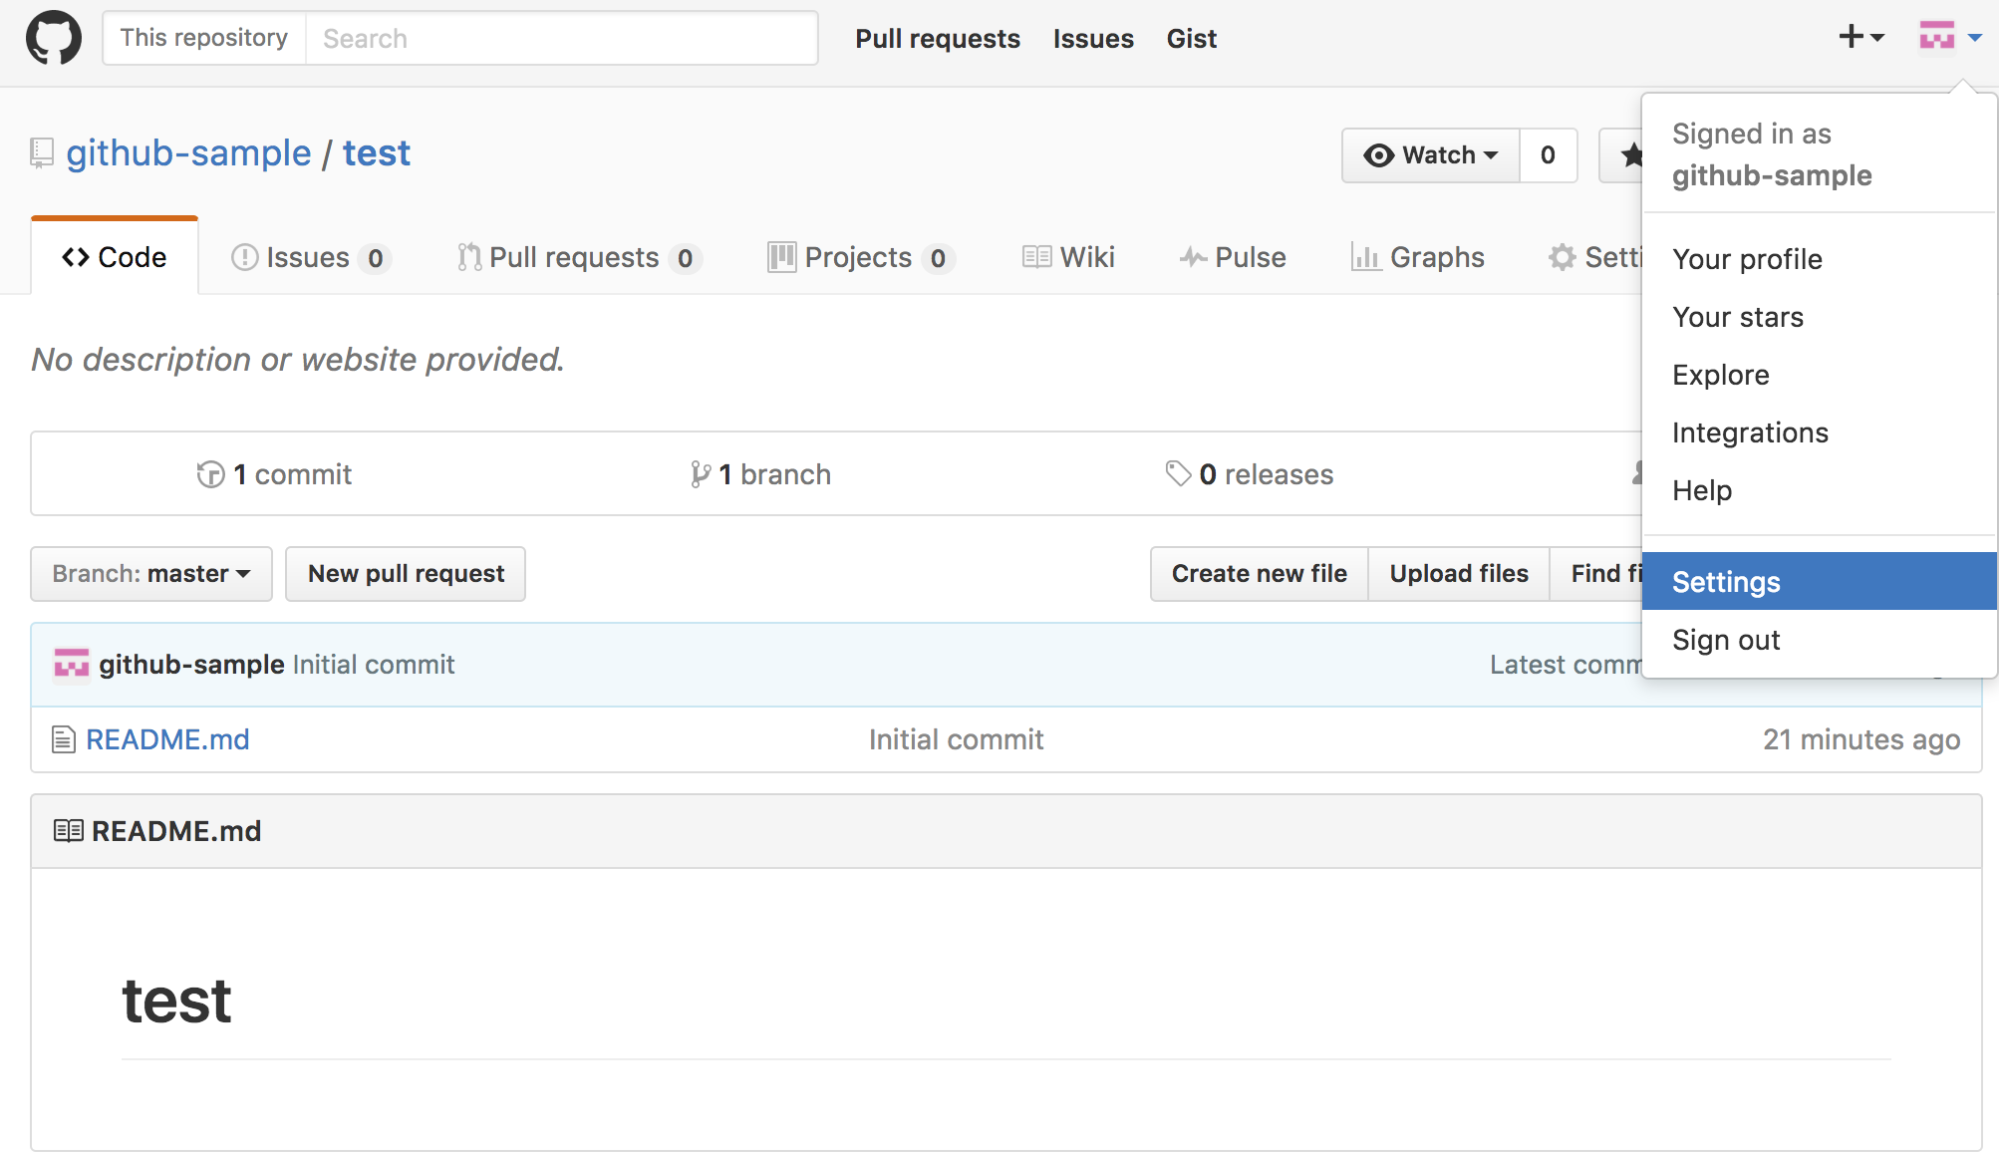 This repository Search Pull requests Issues Gist
github-sample / test Watch 0
Signed in as
github-sample
Code Issues 0 Pull requests 0 Projects 0 Wiki Pulse Graphs
Your profile
Your stars
Explore
Integrations
Help
Settings
Sign out
No description or website provided.
1 commit 1 branch 0 releases
Branch: master New pull request Create new file Upload files Find
github-sample Initial commit Latest
README.md Initial commit 21 minutes ago
README.md
test